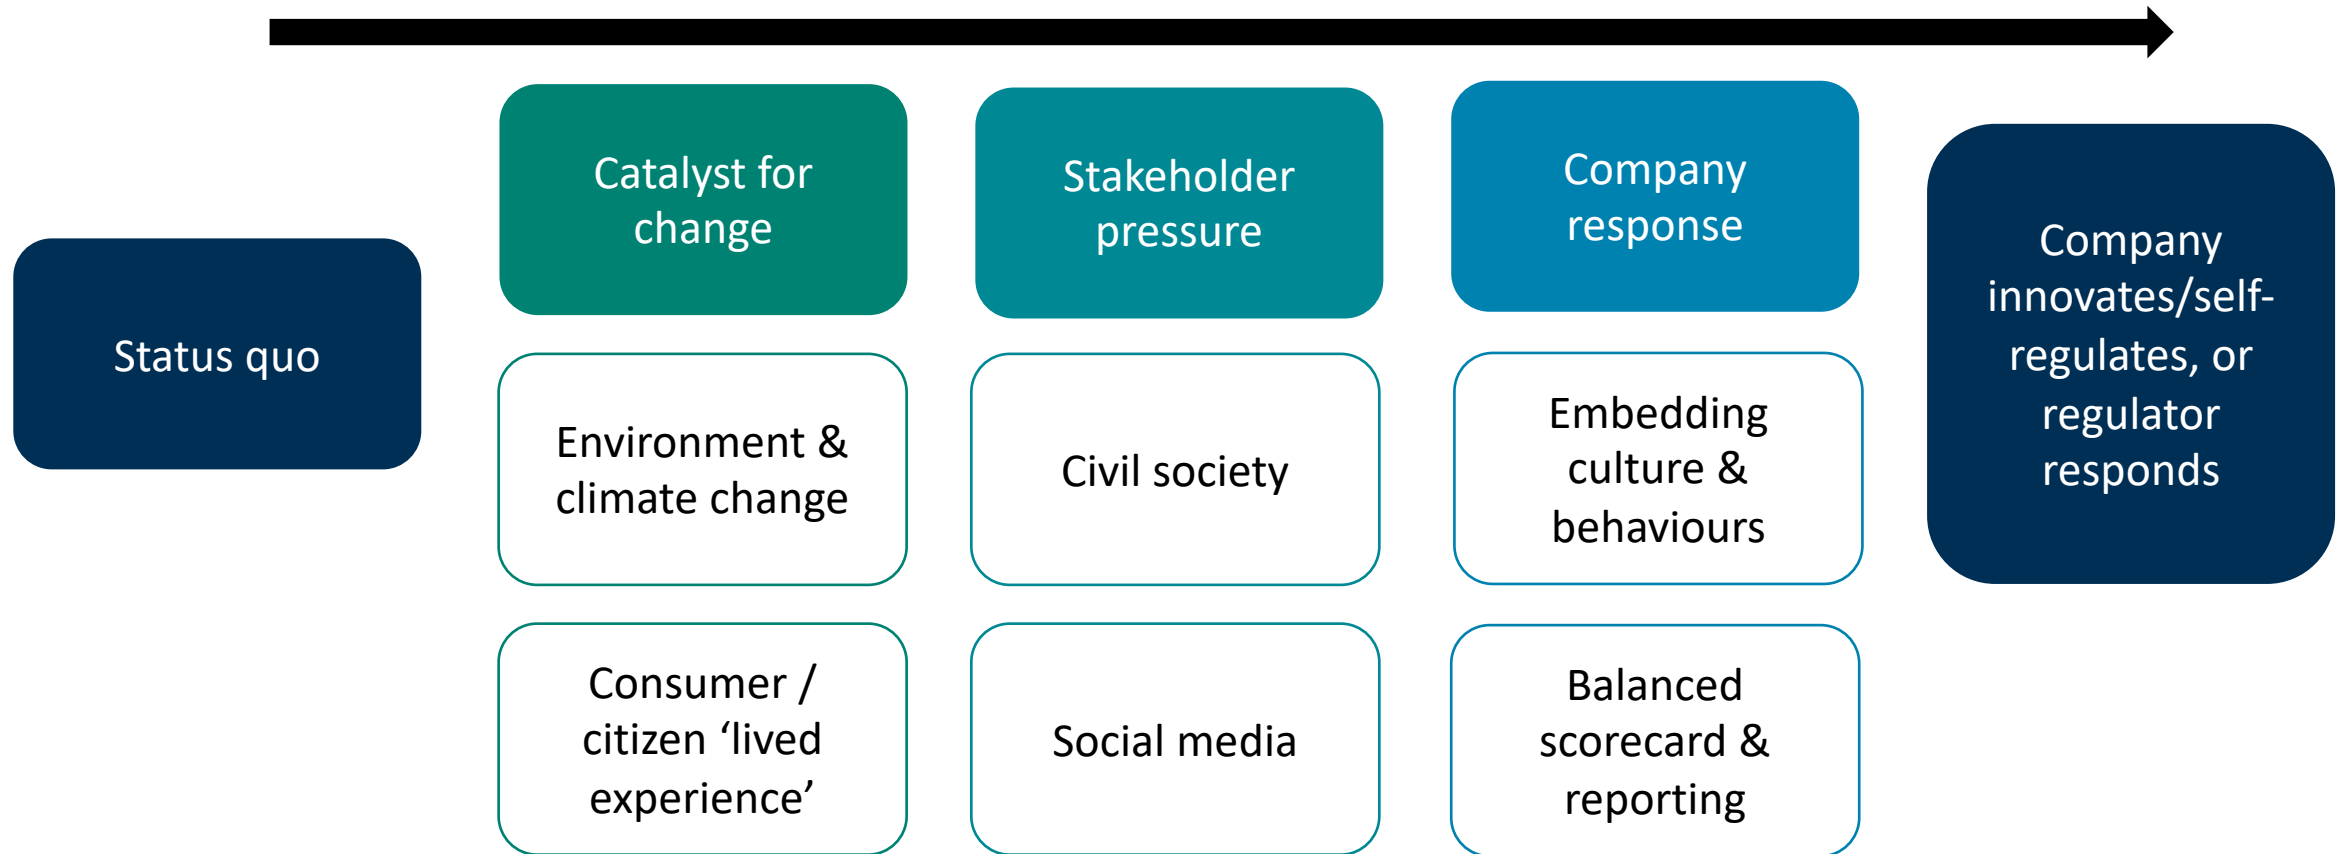 Status quo
Catalyst for
change
Environment &
climate change
Consumer /
citizen ‘lived
experience’
Stakeholder
pressure
Civil society
Social media
Company
response
Embedding
culture &
behaviours
Balanced
scorecard &
reporting
Company
innovates/self-
regulates, or
regulator
responds